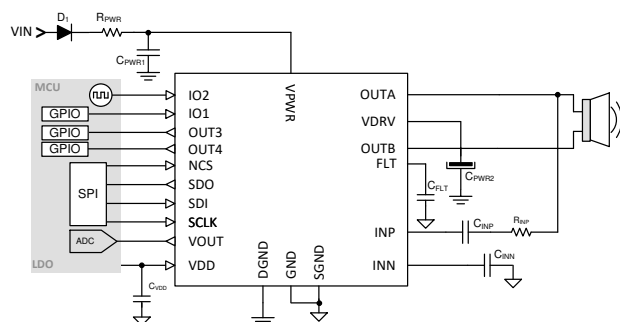 D1
RPWR
VIN
CPWR1
MCU
VPWR
IO2
OUTA
GPIO
IO1
VDRV
GPIO
OUT3
GPIO
OUT4
OUTB
NCS
FLT
CPWR2
SPI
SDO
CFLT
SDI
SCLK
CINP
RINP
INP
ADC
VOUT
CINN
LDO
VDD
INN
CVDD
DGND
GND
SGND